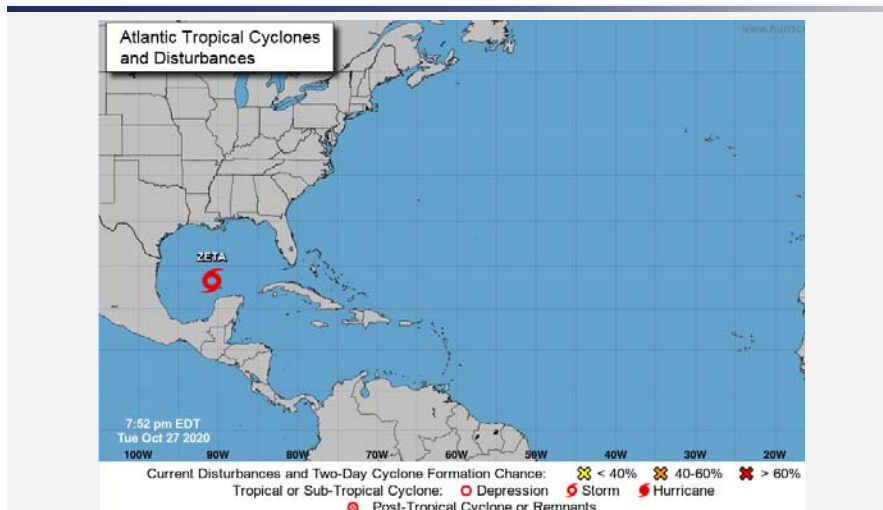 Atlantic Tropical Cyclones
and Disturbances
ZETA
7:52 pm EDT
Tue Oct 27 2020
100W 90W 80W 70W 60W 50W 40W 30W 20W
Current Disturbances and Two-Day Cyclone Formation Chance: < 40% 40-60% > 60%
Tropical or Sub-Tropical Cyclone: Depression Storm Hurricane
Post-Tropical Cyclone or Remnants